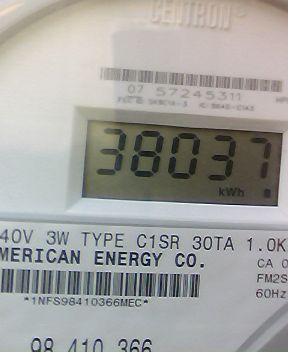 CENTRON®
07 57245311
38037
kWh
40V 3W TYPE C1SR 30TA 1.0K
MERICAN ENERGY CO.
CA 0
FM2S
60Hz
*1NFS98410366MEC*
98 410 366